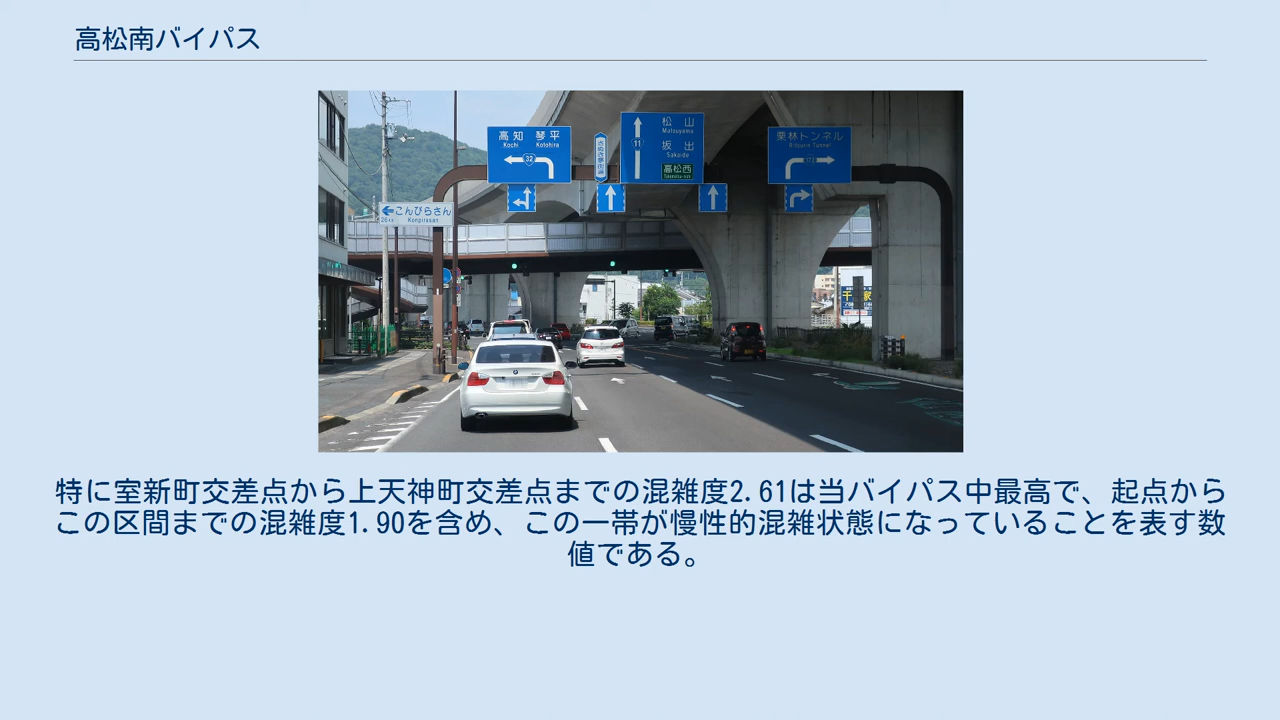 高松南バイパス
高知 琴平
Kochi Kotohira
32
松山
Matsuyama
11
坂出
Sakaide
高松西
栗林トンネル
Ritsurin Tunnel
こんぴらさん
Konpirasan
特に室新町交差点から上天神町交差点までの混雑度2.61は当バイパス中最高で、起点から
この区間までの混雑度1.90を含め、この一帯が慢性的混雑状態になっていることを表す数
値である。